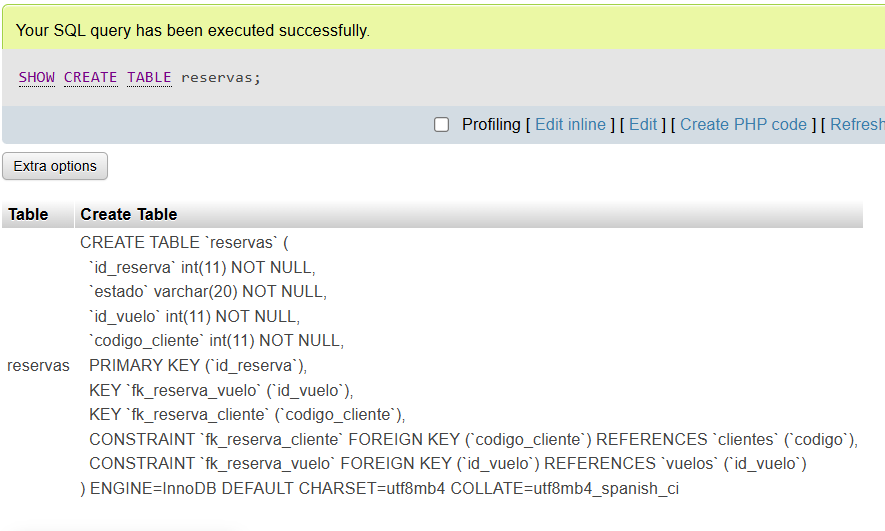 Your SQL query has been executed successfully.
SHOW CREATE TABLE reservas;
Profiling [ Edit inline ] [ Edit ] [ Create PHP code ] [ Refresh
Extra options
Table Create Table
CREATE TABLE `reservas` (
`id_reserva` int(11) NOT NULL,
`estado` varchar(20) NOT NULL,
`id_vuelo` int(11) NOT NULL,
`codigo_cliente` int(11) NOT NULL,
reservas PRIMARY KEY (`id_reserva`),
KEY `fk_reserva_vuelo` (`id_vuelo`),
KEY `fk_reserva_cliente` (`codigo_cliente`),
CONSTRAINT `fk_reserva_cliente` FOREIGN KEY (`codigo_cliente`) REFERENCES `clientes` (`codigo`),
CONSTRAINT `fk_reserva_vuelo` FOREIGN KEY (`id_vuelo`) REFERENCES `vuelos` (`id_vuelo`)
) ENGINE=InnoDB DEFAULT CHARSET=utf8mb4 COLLATE=utf8mb4_spanish_ci